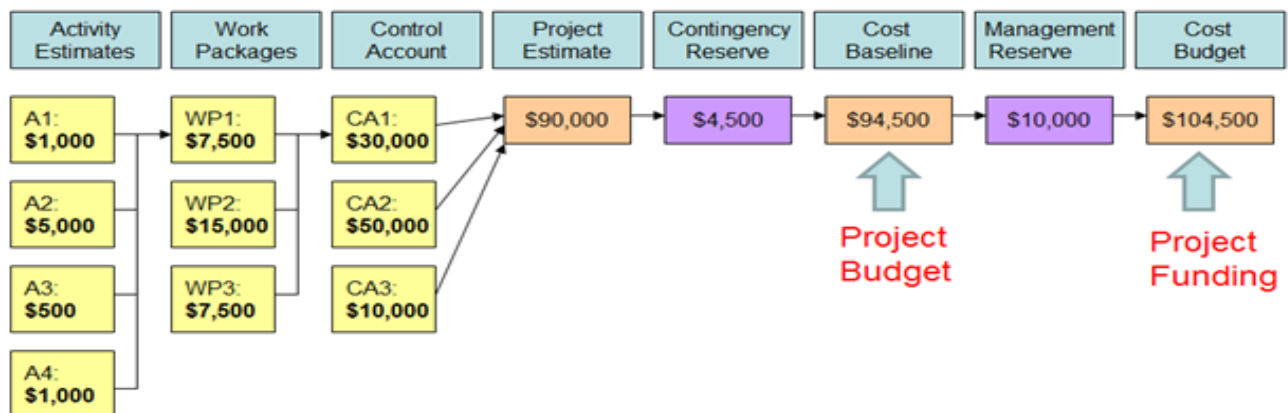 Activity
Estimates
Work
Packages
Control
Account
Project
Estimate
Contingency
Reserve
Cost
Baseline
Management
Reserve
Cost
Budget
A1:
$1,000
WP1:
$7,500
CA1:
$30,000
$90,000
$4,500
$94,500
$10,000
$104,500
A2:
$5,000
WP2:
$15,000
CA2:
$50,000
Project
Budget
Project
Funding
A3:
$500
WP3:
$7,500
CA3:
$10,000
A4:
$1,000